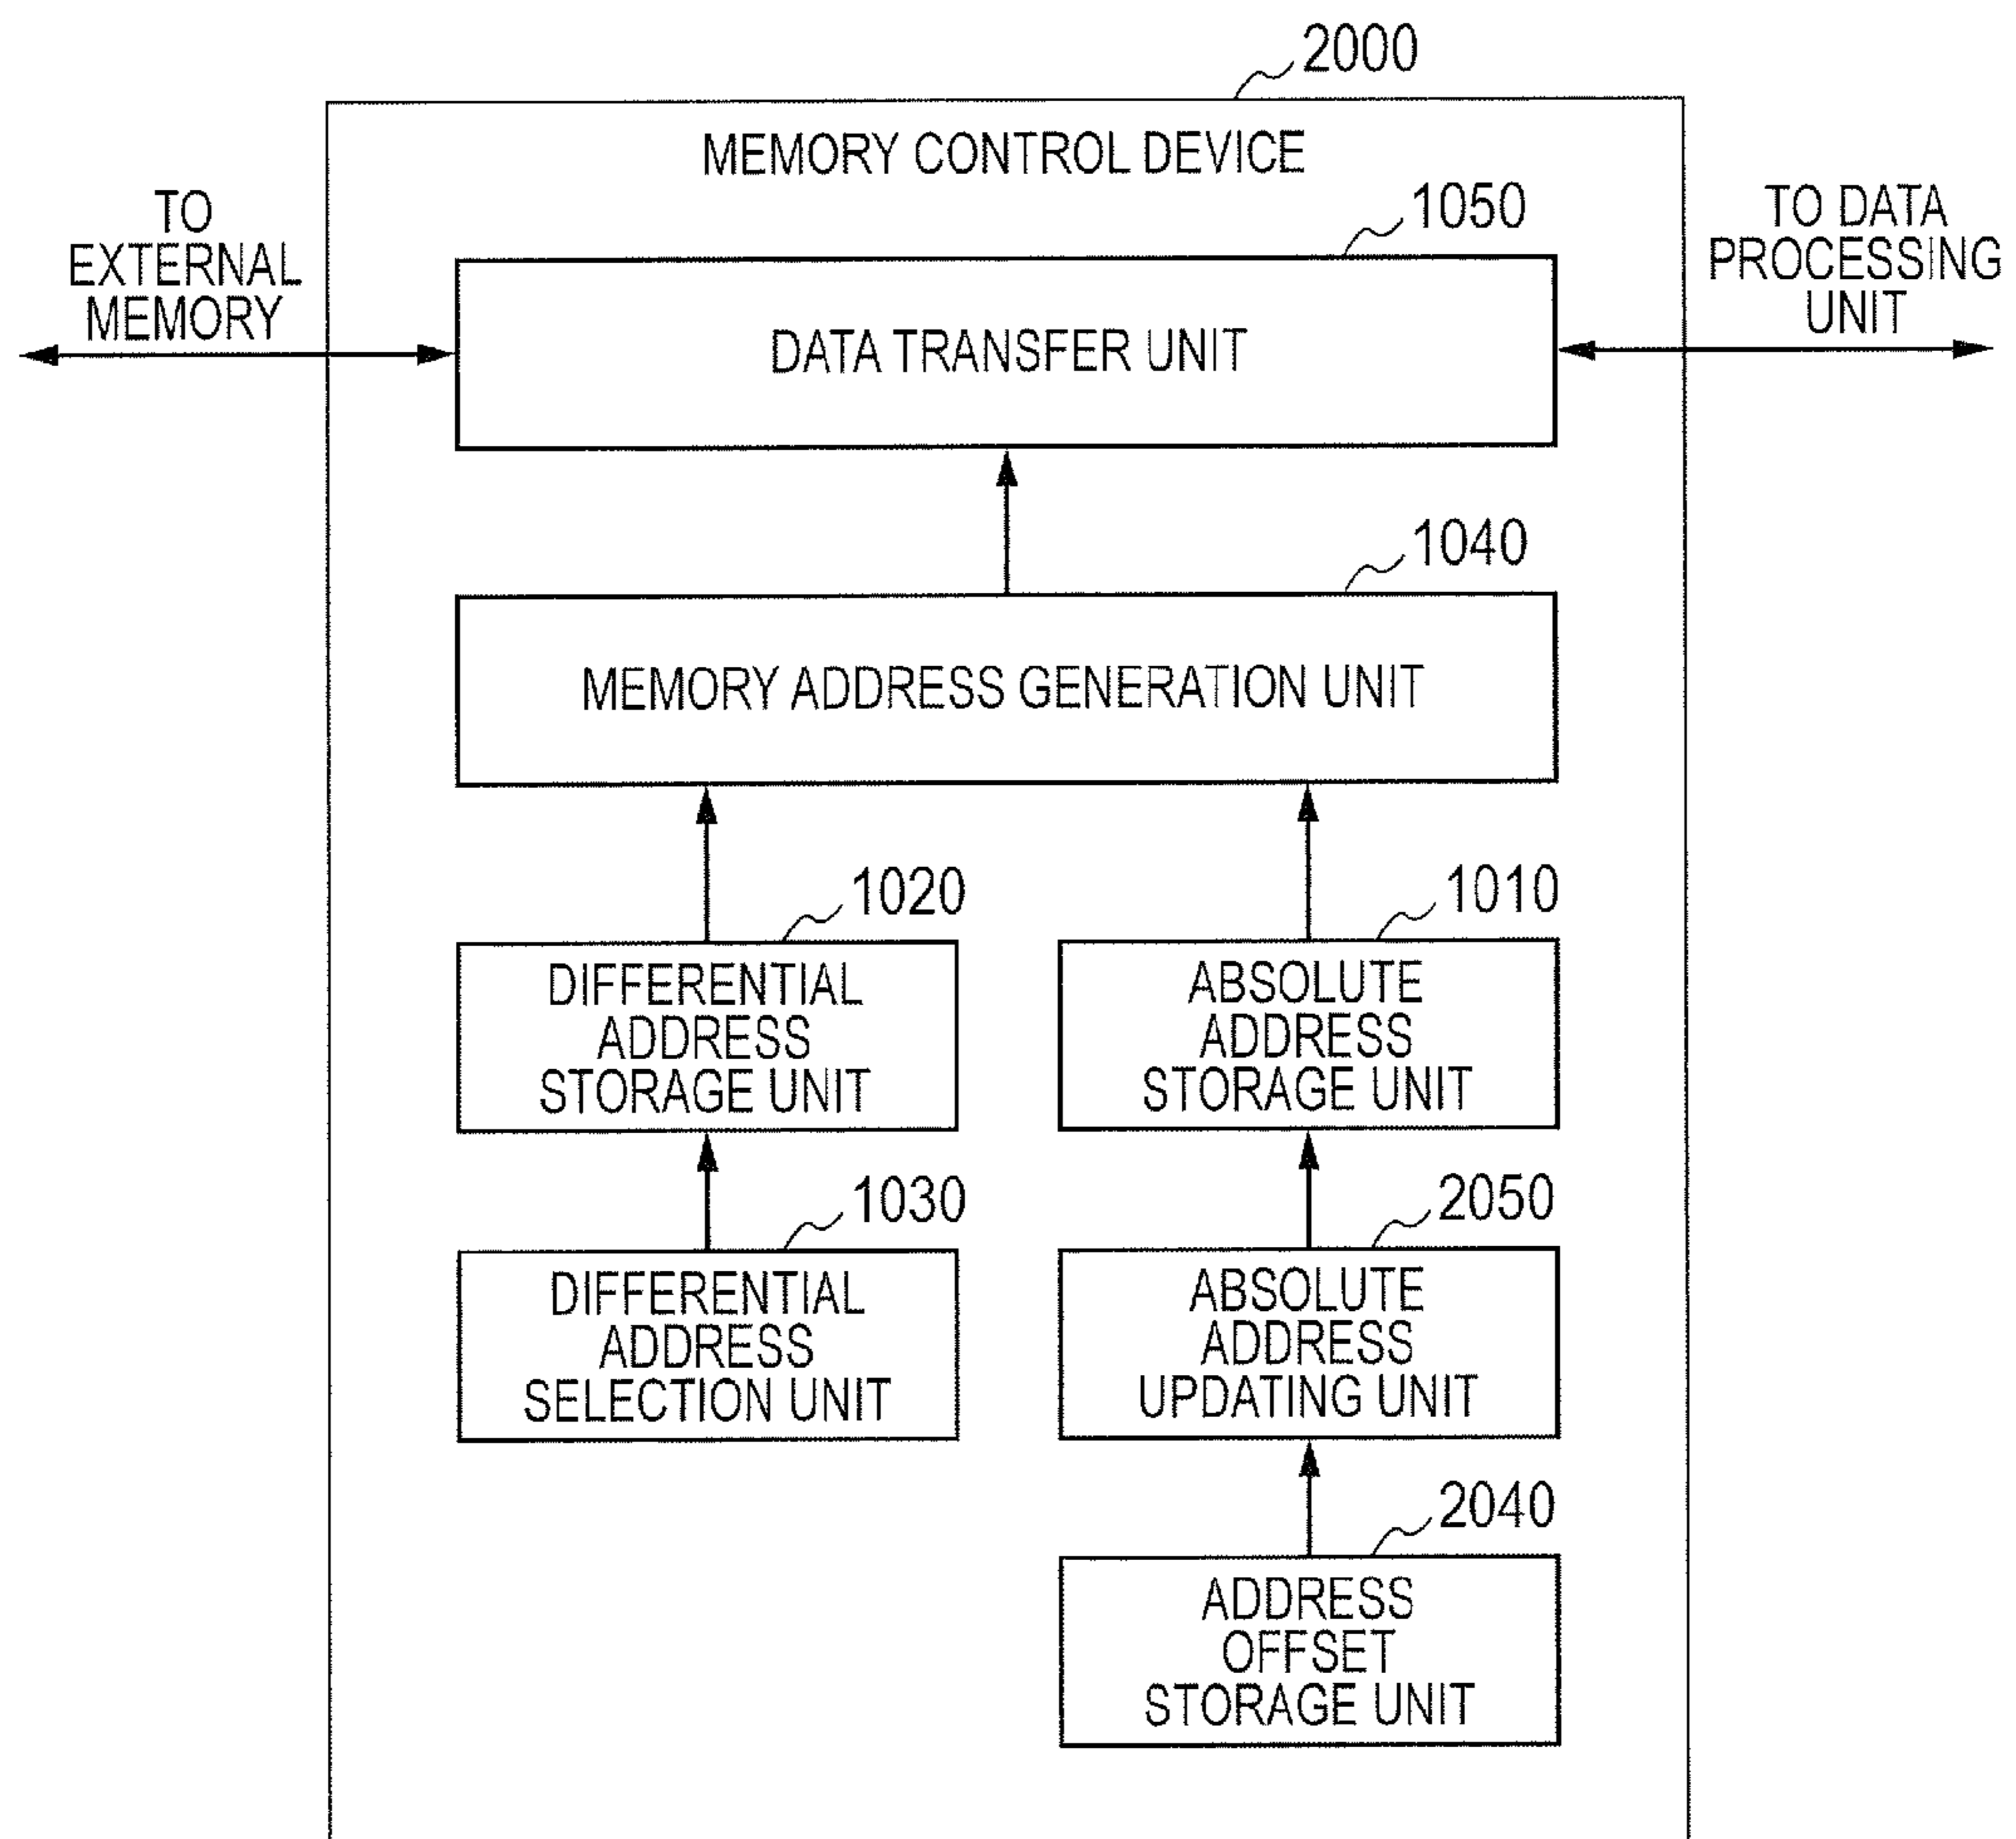 2000
MEMORY CONTROL DEVICE
TO
EXTERNAL
MEMORY
1050
TO DATA
PROCESSING
UNIT
DATA TRANSFER UNIT
1040
MEMORY ADDRESS GENERATION UNIT
1020
DIFFERENTIAL
ADDRESS
STORAGE UNIT
1010
ABSOLUTE
ADDRESS
STORAGE UNIT
1030
DIFFERENTIAL
ADDRESS
SELECTION UNIT
2050
ABSOLUTE
ADDRESS
UPDATING UNIT
2040
ADDRESS
OFFSET
STORAGE UNIT